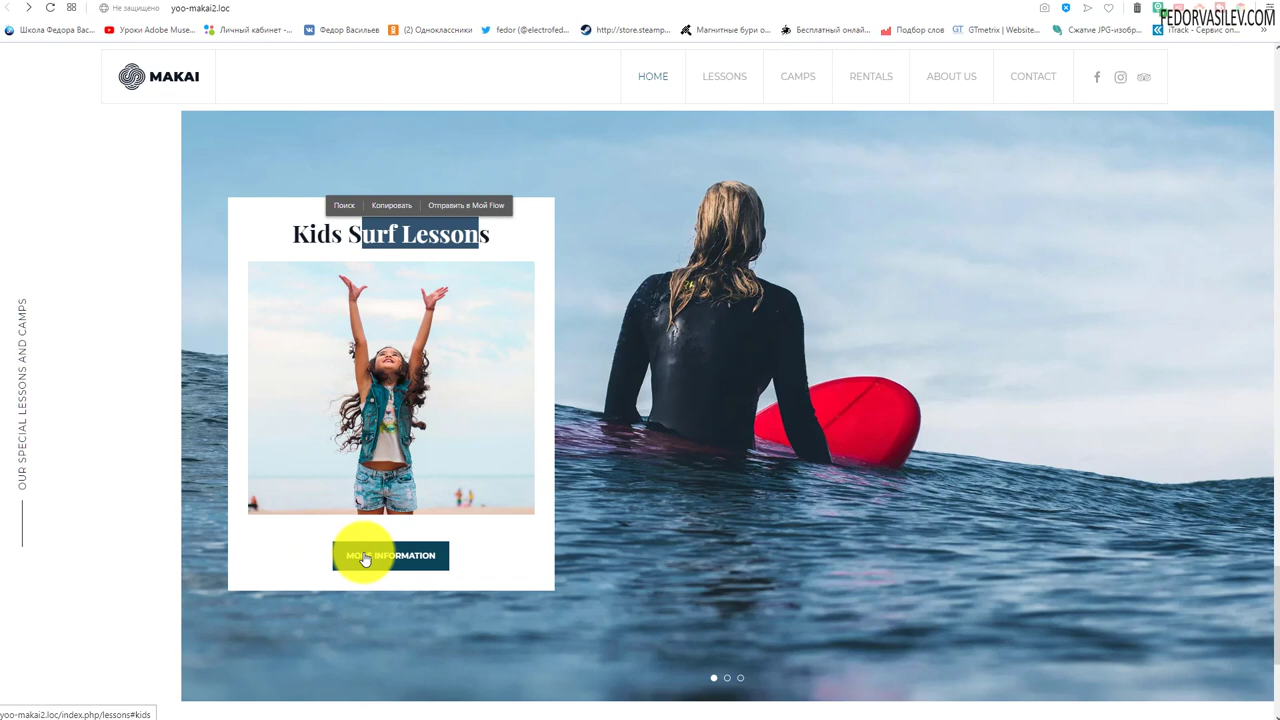 Не защищено
yoo-makai2.loc
FEDORVASILEV.COM
Школа Федора Вас...
Уроки Adobe Muse...
Личный кабинет -...
Федор Васильев
(2) Одноклассники
fedor (@electrofed...
http://store.steamp...
Магнитные бури о...
Бесплатный онлай...
Подбор слов
GTmetrix | Website...
Сжатие JPG-изобр...
iTrack - Сервис оп...
MAKAI
HOME
LESSONS
CAMPS
RENTALS
ABOUT US
CONTACT
Поиск
Копировать
Отправить в Мой Flow
Kids Surf Lessons
MORE INFORMATION
OUR SPECIAL LESSONS AND CAMPS
yoo-makai2.loc/index.php/lessons#kids